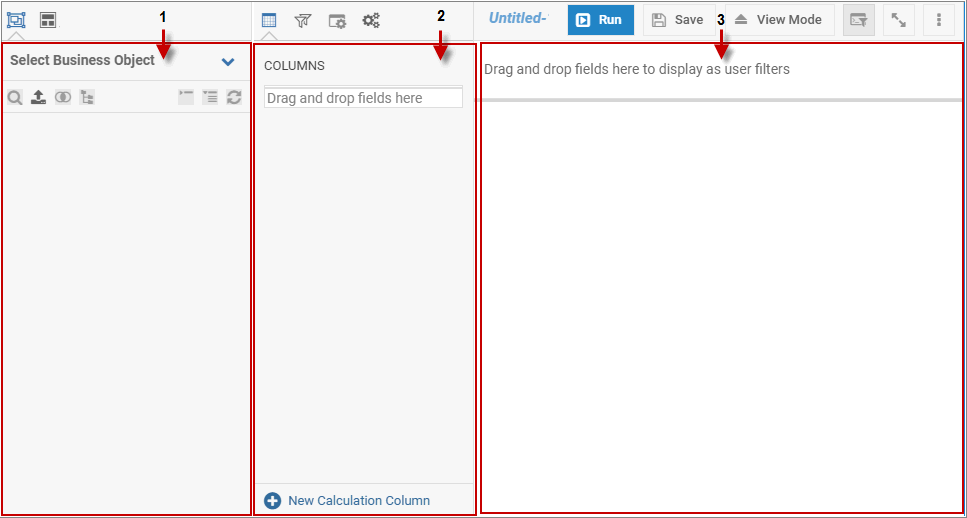 1
2
3
Untitled-
Run
Save
View Mode
Select Business Object
COLUMNS
Drag and drop fields here
New Calculation Column
Drag and drop fields here to display as user filters